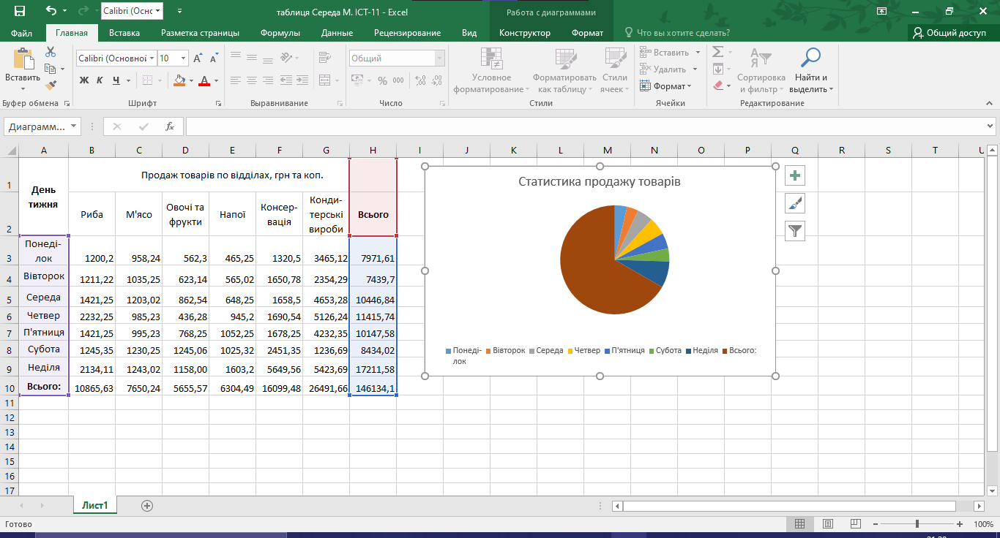 Calibri (Оснс
таблиця Середа М. ІСТ-11 - Excel
Работа с диаграммами
Файл Главная Вставка Разметка страницы Формулы Данные Рецензирование Вид Конструктор Формат Что вы хотите сделать? Общий доступ
Вставить
Буфер обмена
Calibri (Основної 10
Ж К Ч
Шрифт
Выравнивание
Общий
% 000
Число
Условное форматирование
Форматировать как таблицу
Стили ячеек
Стили
Вставить
Удалить
Формат
Ячейки
Сортировка и фильтр
Найти и выделить
Редактирование
Диаграмм... fx
A B C D E F G H I J K L M N O P Q R S T U
1 День тижня Продаж товарів по відділах, грн та коп.
2 Риба М'ясо Овочі та фрукти Напої Консер-вація Конди-терські вироби Всього
3 Понеді-лок 1200,2 958,24 562,3 465,25 1320,5 3465,12 7971,61
4 Вівторок 1211,22 1035,25 623,14 565,02 1650,78 2354,29 7439,7
5 Середа 1421,25 1203,02 862,54 648,25 1658,5 4653,28 10446,84
6 Четвер 2232,25 985,23 436,28 945,2 1690,54 5126,24 11415,74
7 П'ятниця 1421,25 995,23 768,25 1052,25 1678,25 4232,35 10147,58
8 Субота 1245,35 1230,25 1245,06 1025,32 2451,35 1236,69 8434,02
9 Неділя 2134,11 1243,02 1158,00 1603,2 5649,56 5423,69 17211,58
10 Всього: 10865,63 7650,24 5655,57 6304,49 16099,48 26491,66 146134,1
11
12
13
14
15
16
17
Статистика продажу товарів
Понеді-лок Вівторок Середа Четвер П'ятниця Субота Неділя Всього:
Лист1
Готово
100%